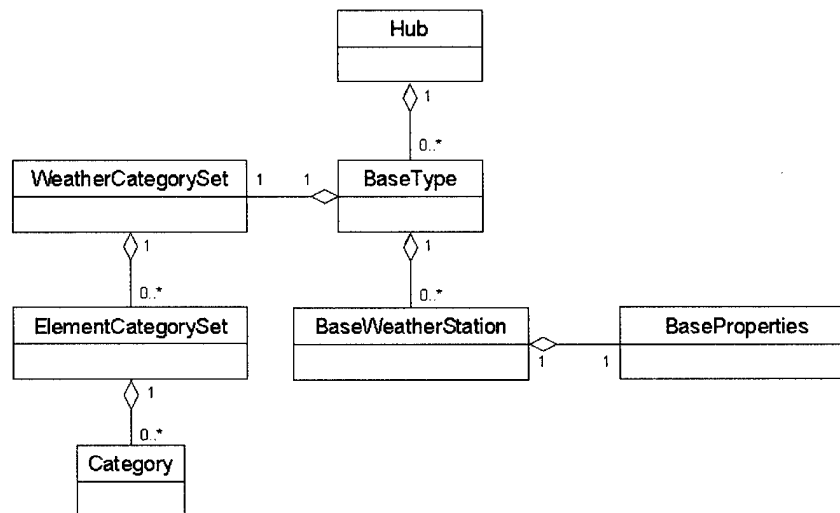 Hub
1
0..*
WeatherCategorySet
1
1
BaseType
1
1
0..*
0..*
ElementCategorySet
BaseWeatherStation
BaseProperties
1
1
1
0..*
Category